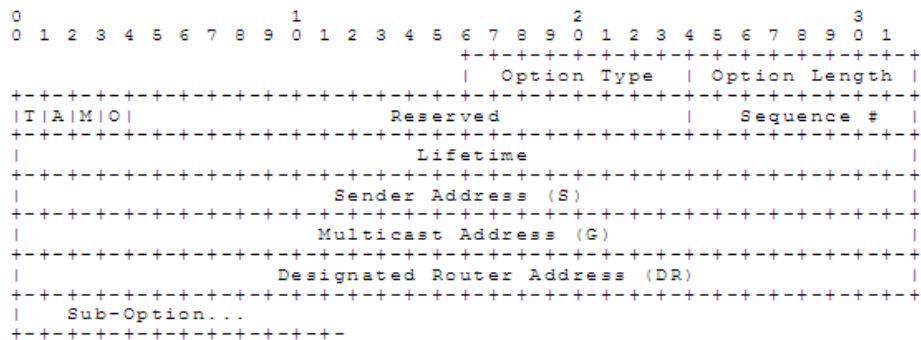 0                   1                   2                   3
0 1 2 3 4 5 6 7 8 9 0 1 2 3 4 5 6 7 8 9 0 1 2 3 4 5 6 7 8 9 0 1
                                +-+-+-+-+-+-+-+-+-+-+-+-+-+-+-+-+
                                |  Option Type  | Option Length |
+-+-+-+-+-+-+-+-+-+-+-+-+-+-+-+-+-+-+-+-+-+-+-+-+-+-+-+-+-+-+-+-+
|T|A|M|O|                  Reserved             |   Sequence #  |
+-+-+-+-+-+-+-+-+-+-+-+-+-+-+-+-+-+-+-+-+-+-+-+-+-+-+-+-+-+-+-+-+
|                            Lifetime                           |
+-+-+-+-+-+-+-+-+-+-+-+-+-+-+-+-+-+-+-+-+-+-+-+-+-+-+-+-+-+-+-+-+
|                      Sender Address (S)                       |
+-+-+-+-+-+-+-+-+-+-+-+-+-+-+-+-+-+-+-+-+-+-+-+-+-+-+-+-+-+-+-+-+
|                     Multicast Address (G)                     |
+-+-+-+-+-+-+-+-+-+-+-+-+-+-+-+-+-+-+-+-+-+-+-+-+-+-+-+-+-+-+-+-+
|                  Designated Router Address (DR)               |
+-+-+-+-+-+-+-+-+-+-+-+-+-+-+-+-+-+-+-+-+-+-+-+-+-+-+-+-+-+-+-+-+
|   Sub-Option...
+-+-+-+-+-+-+-+-+-+-+-+-